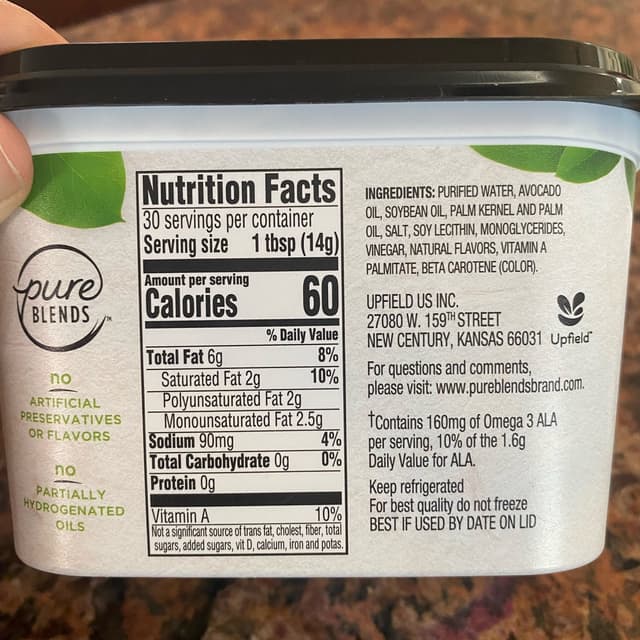 pure
BLENDS
™
no
ARTIFICIAL
PRESERVATIVES
OR FLAVORS
no
PARTIALLY
HYDROGENATED
OILS
Nutrition Facts
30 servings per container
Serving size 1 tbsp (14g)
Amount per serving
Calories 60
% Daily Value
Total Fat 6g 8%
Saturated Fat 2g 10%
Polyunsaturated Fat 2g
Monounsaturated Fat 2.5g
Sodium 90mg 4%
Total Carbohydrate 0g 0%
Protein 0g
Vitamin A 10%
Not a significant source of trans fat, cholest, fiber, total
sugars, added sugars, vit D, calcium, iron and potas.
INGREDIENTS: PURIFIED WATER, AVOCADO
OIL, SOYBEAN OIL, PALM KERNEL AND PALM
OIL, SALT, SOY LECITHIN, MONOGLYCERIDES,
VINEGAR, NATURAL FLAVORS, VITAMIN A
PALMITATE, BETA CAROTENE (COLOR).
UPFIELD US INC.
27080 W. 159TH STREET
NEW CENTURY, KANSAS 66031
Upfield™
For questions and comments,
please visit: www.pureblendsbrand.com.
†Contains 160mg of Omega 3 ALA
per serving, 10% of the 1.6g
Daily Value for ALA.
Keep refrigerated
For best quality do not freeze
BEST IF USED BY DATE ON LID